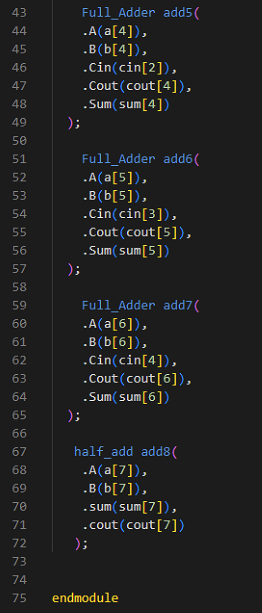 43 Full_Adder add5(
44 .A(a[4]),
45 .B(b[4]),
46 .Cin(cin[2]),
47 .Cout(cout[4]),
48 .Sum(sum[4])
49 );
50
51 Full_Adder add6(
52 .A(a[5]),
53 .B(b[5]),
54 .Cin(cin[3]),
55 .Cout(cout[5]),
56 .Sum(sum[5])
57 );
58
59 Full_Adder add7(
60 .A(a[6]),
61 .B(b[6]),
62 .Cin(cin[4]),
63 .Cout(cout[6]),
64 .Sum(sum[6])
65 );
66
67 half_add add8(
68 .A(a[7]),
69 .B(b[7]),
70 .sum(sum[7]),
71 .cout(cout[7])
72 );
73
74
75 endmodule